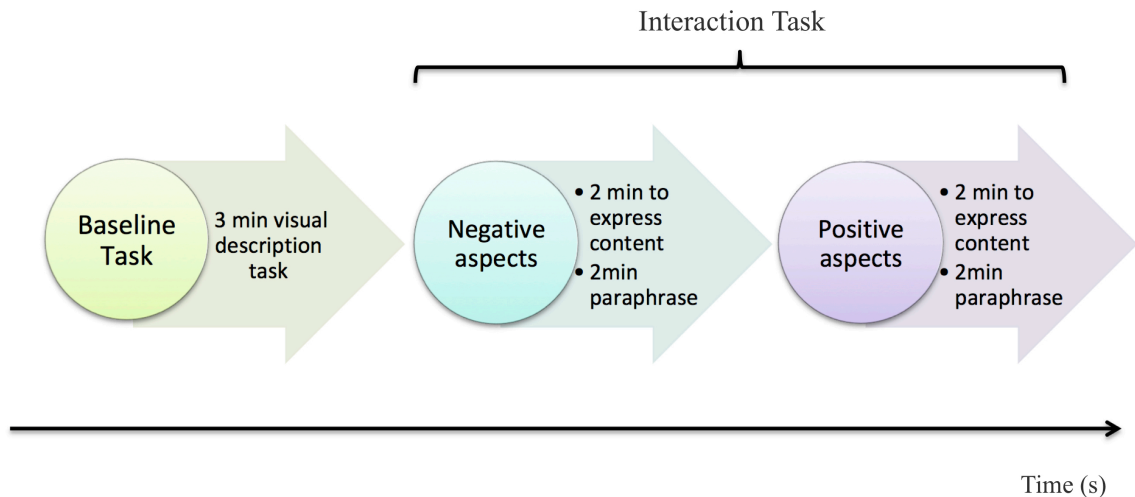 Interaction Task
Baseline
Task
3 min visual
description
task
Negative
aspects
• 2 min to
express
content
• 2min
paraphrase
Positive
aspects
• 2 min to
express
content
• 2min
paraphrase
Time (s)